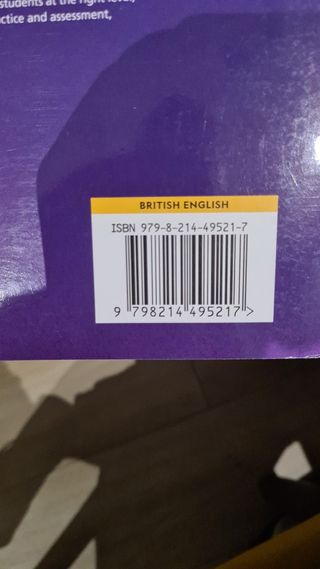 students at the right level,
ctice and assessment,
BRITISH ENGLISH
ISBN 979-8-214-49521-7
9 798214 495217 >